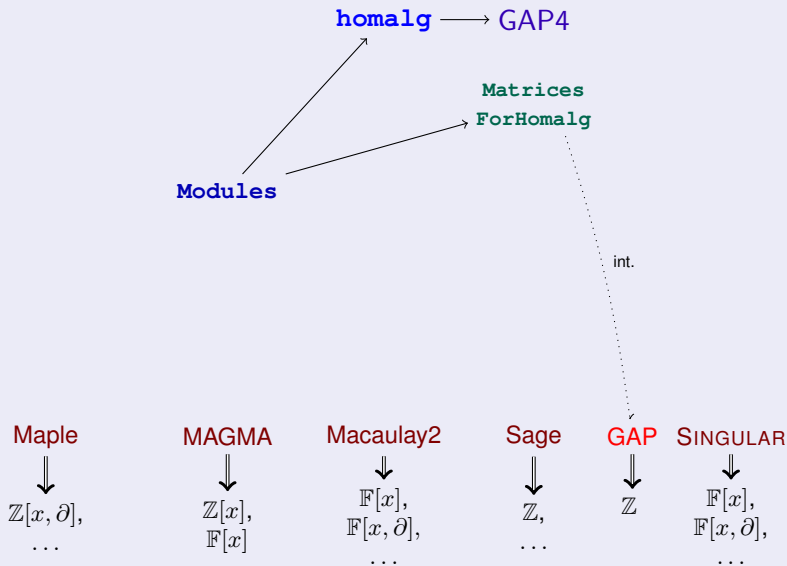 homalg GAP4
Matrices
ForHomalg
Modules
int.
Maple MAGMA Macaulay2 Sage GAP SINGULAR
ℤ[x, ∂],
...
ℤ[x],
𝔽[x]
𝔽[x],
𝔽[x, ∂],
...
ℤ,
...
ℤ
𝔽[x],
𝔽[x, ∂],
...